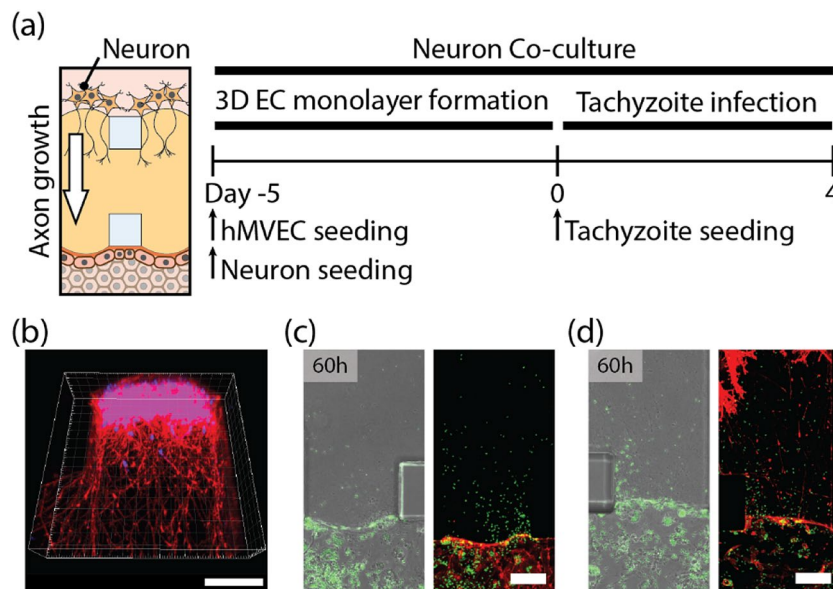 (a)
Neuron
Axon growth
Neuron Co-culture
3D EC monolayer formation
Tachyzoite infection
Day -5
0
4
hMVEC seeding
Tachyzoite seeding
Neuron seeding
(b)
(c)
(d)
60h
60h